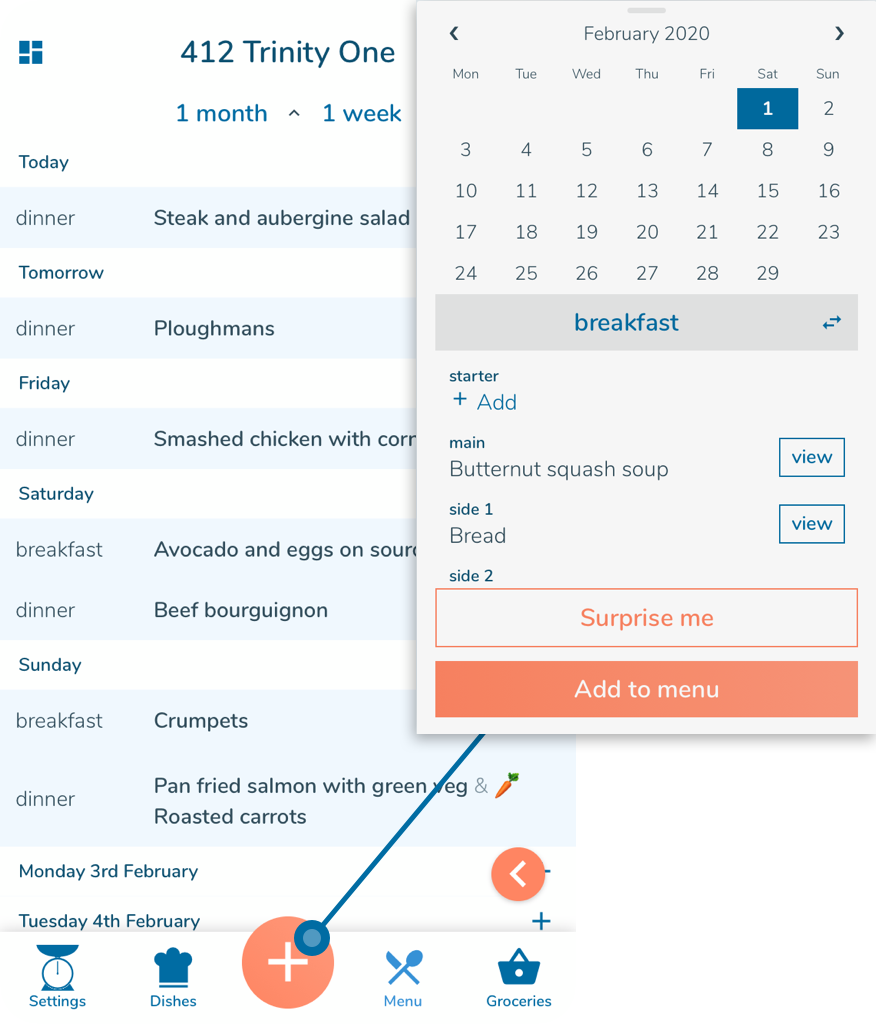 412 Trinity One
1 month ^ 1 week
Today
dinner Steak and aubergine salad
Tomorrow
dinner Ploughmans
Friday
dinner Smashed chicken with corn
Saturday
breakfast Avocado and eggs on sour
dinner Beef bourguignon
Sunday
breakfast Crumpets
dinner Pan fried salmon with green veg & 🥕
Roasted carrots
Monday 3rd February
Tuesday 4th February +
Settings Dishes + Menu Groceries
‹ February 2020 ›
Mon Tue Wed Thu Fri Sat Sun
1 2
3 4 5 6 7 8 9
10 11 12 13 14 15 16
17 18 19 20 21 22 23
24 25 26 27 28 29
breakfast
starter
+ Add
main
Butternut squash soup view
side 1
Bread view
side 2
Surprise me
Add to menu